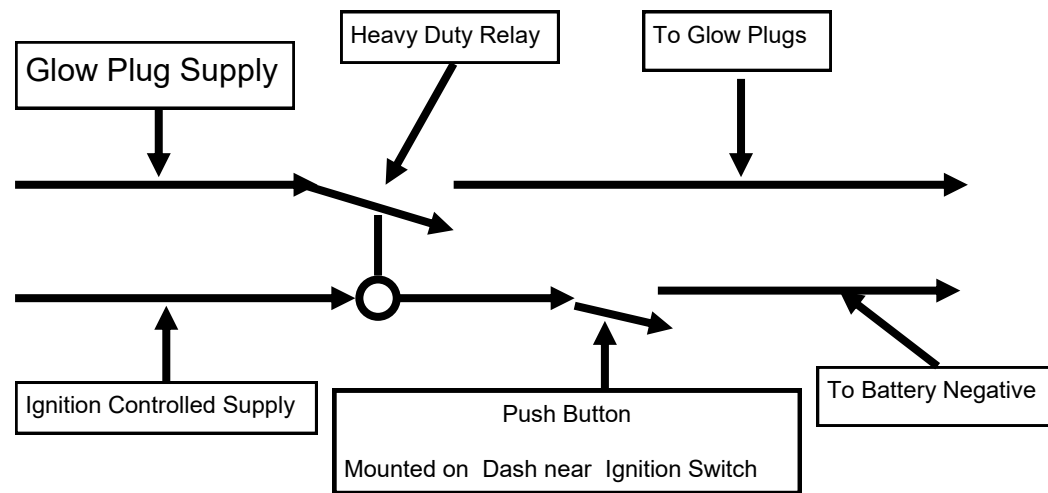 Heavy Duty Relay
To Glow Plugs
Glow Plug Supply
Ignition Controlled Supply
Push Button
Mounted on Dash near Ignition Switch
To Battery Negative